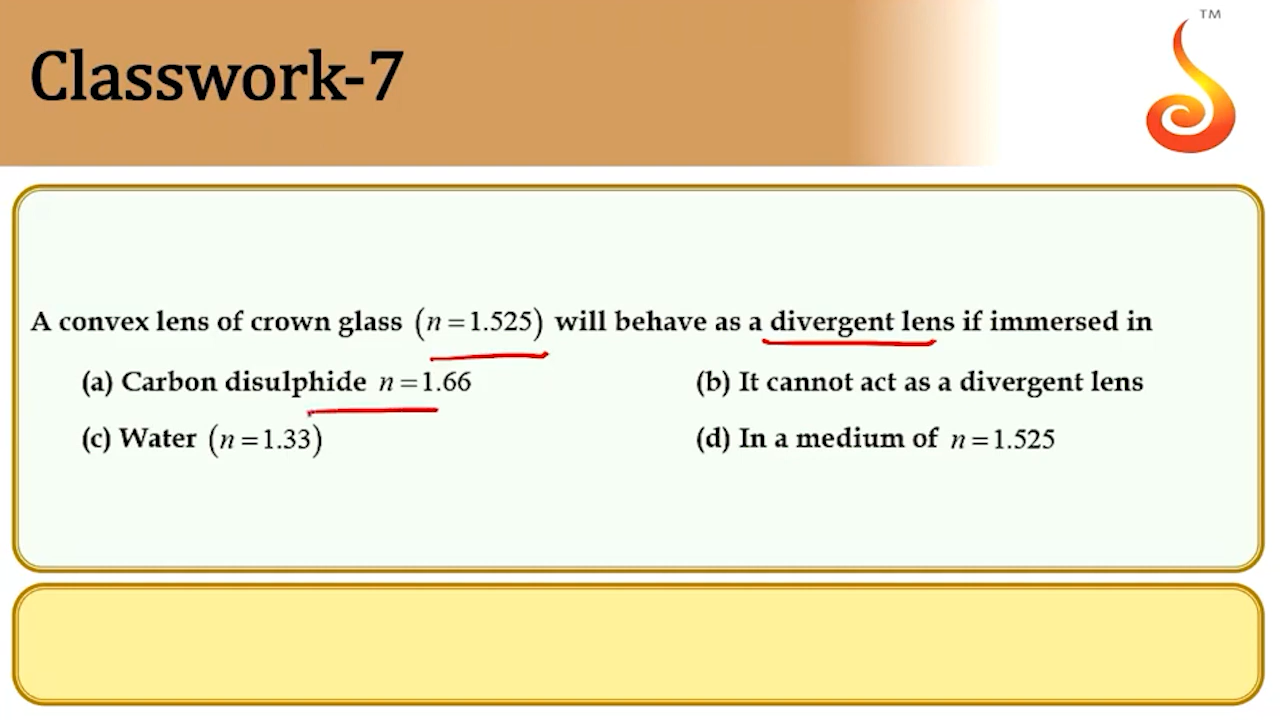 TM
Classwork-7
A convex lens of crown glass (n=1.525) will behave as a divergent lens if immersed in
(a) Carbon disulphide n=1.66 (b) It cannot act as a divergent lens
(c) Water (n=1.33) (d) In a medium of n=1.525